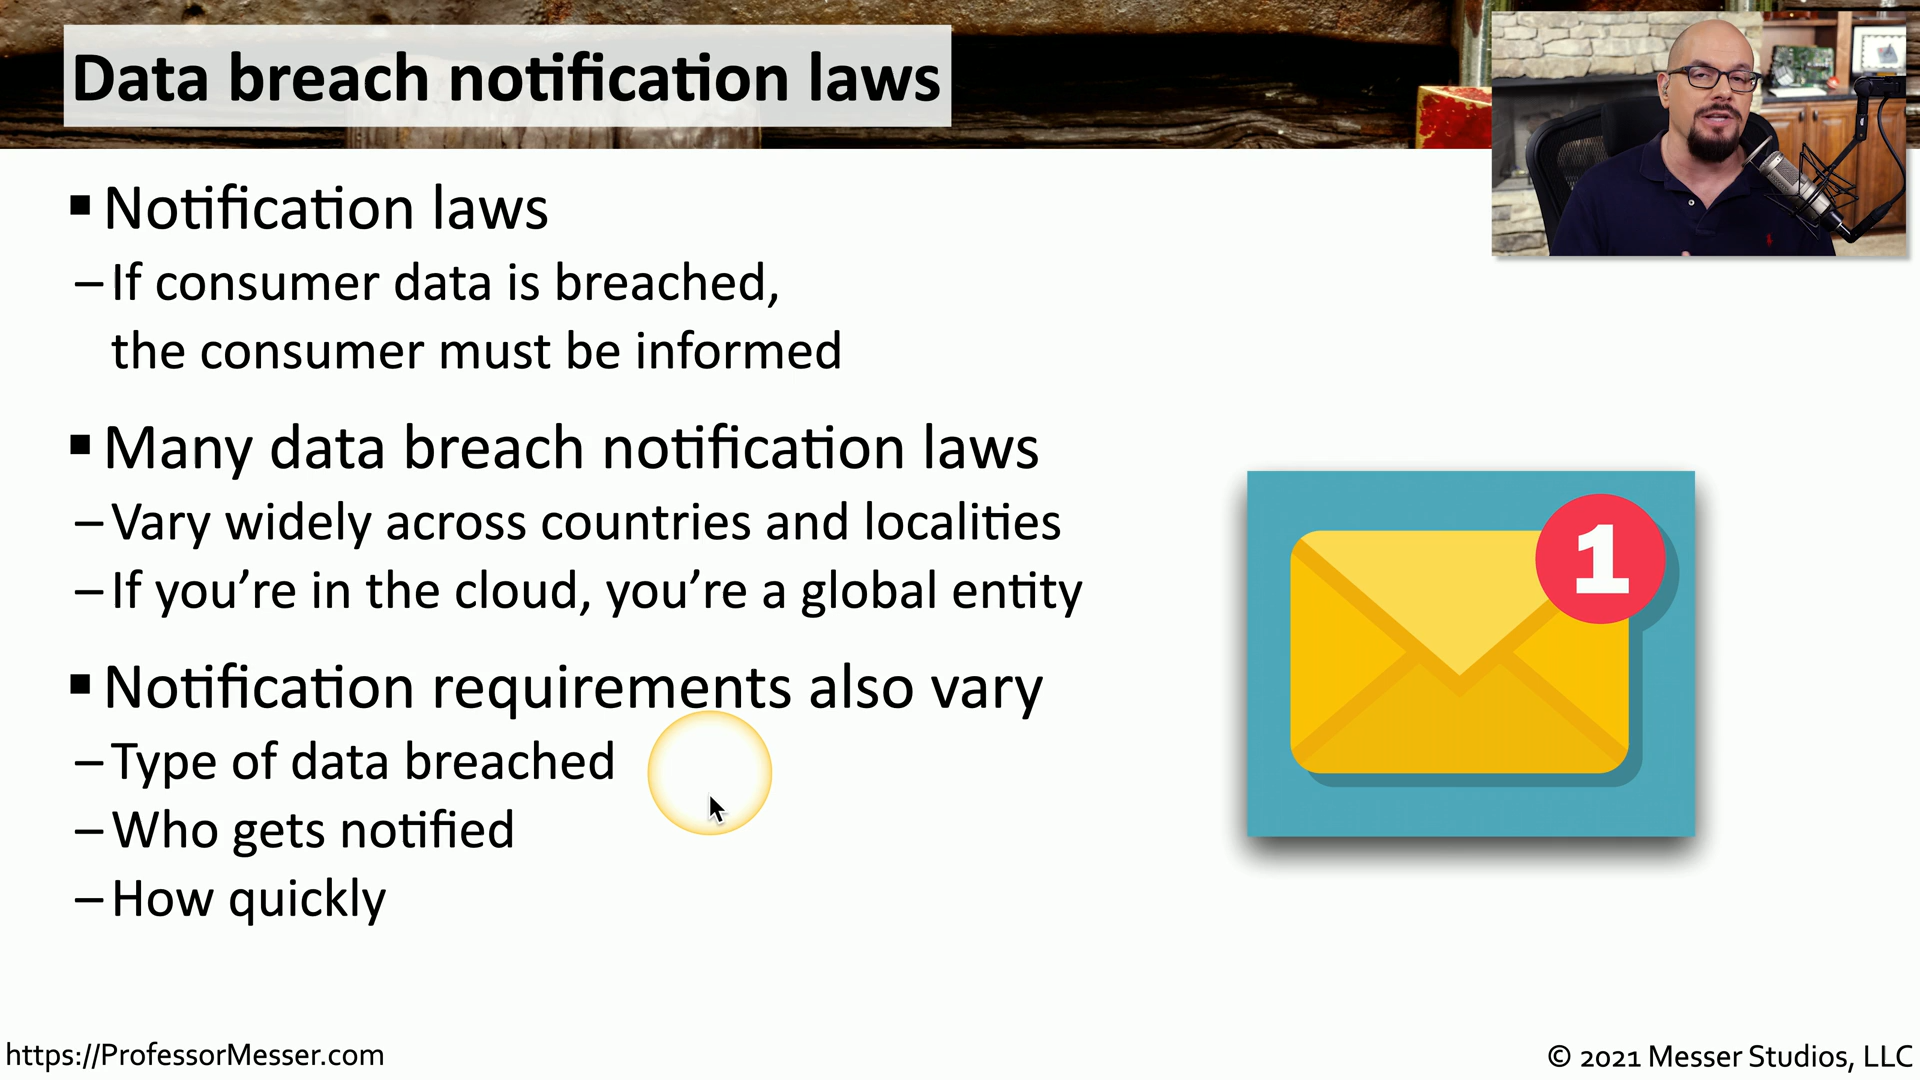 Data breach notification laws
▪ Notification laws
– If consumer data is breached,
the consumer must be informed
▪ Many data breach notification laws
– Vary widely across countries and localities
– If you’re in the cloud, you’re a global entity
▪ Notification requirements also vary
– Type of data breached
– Who gets notified
– How quickly
1
https://ProfessorMesser.com
© 2021 Messer Studios, LLC